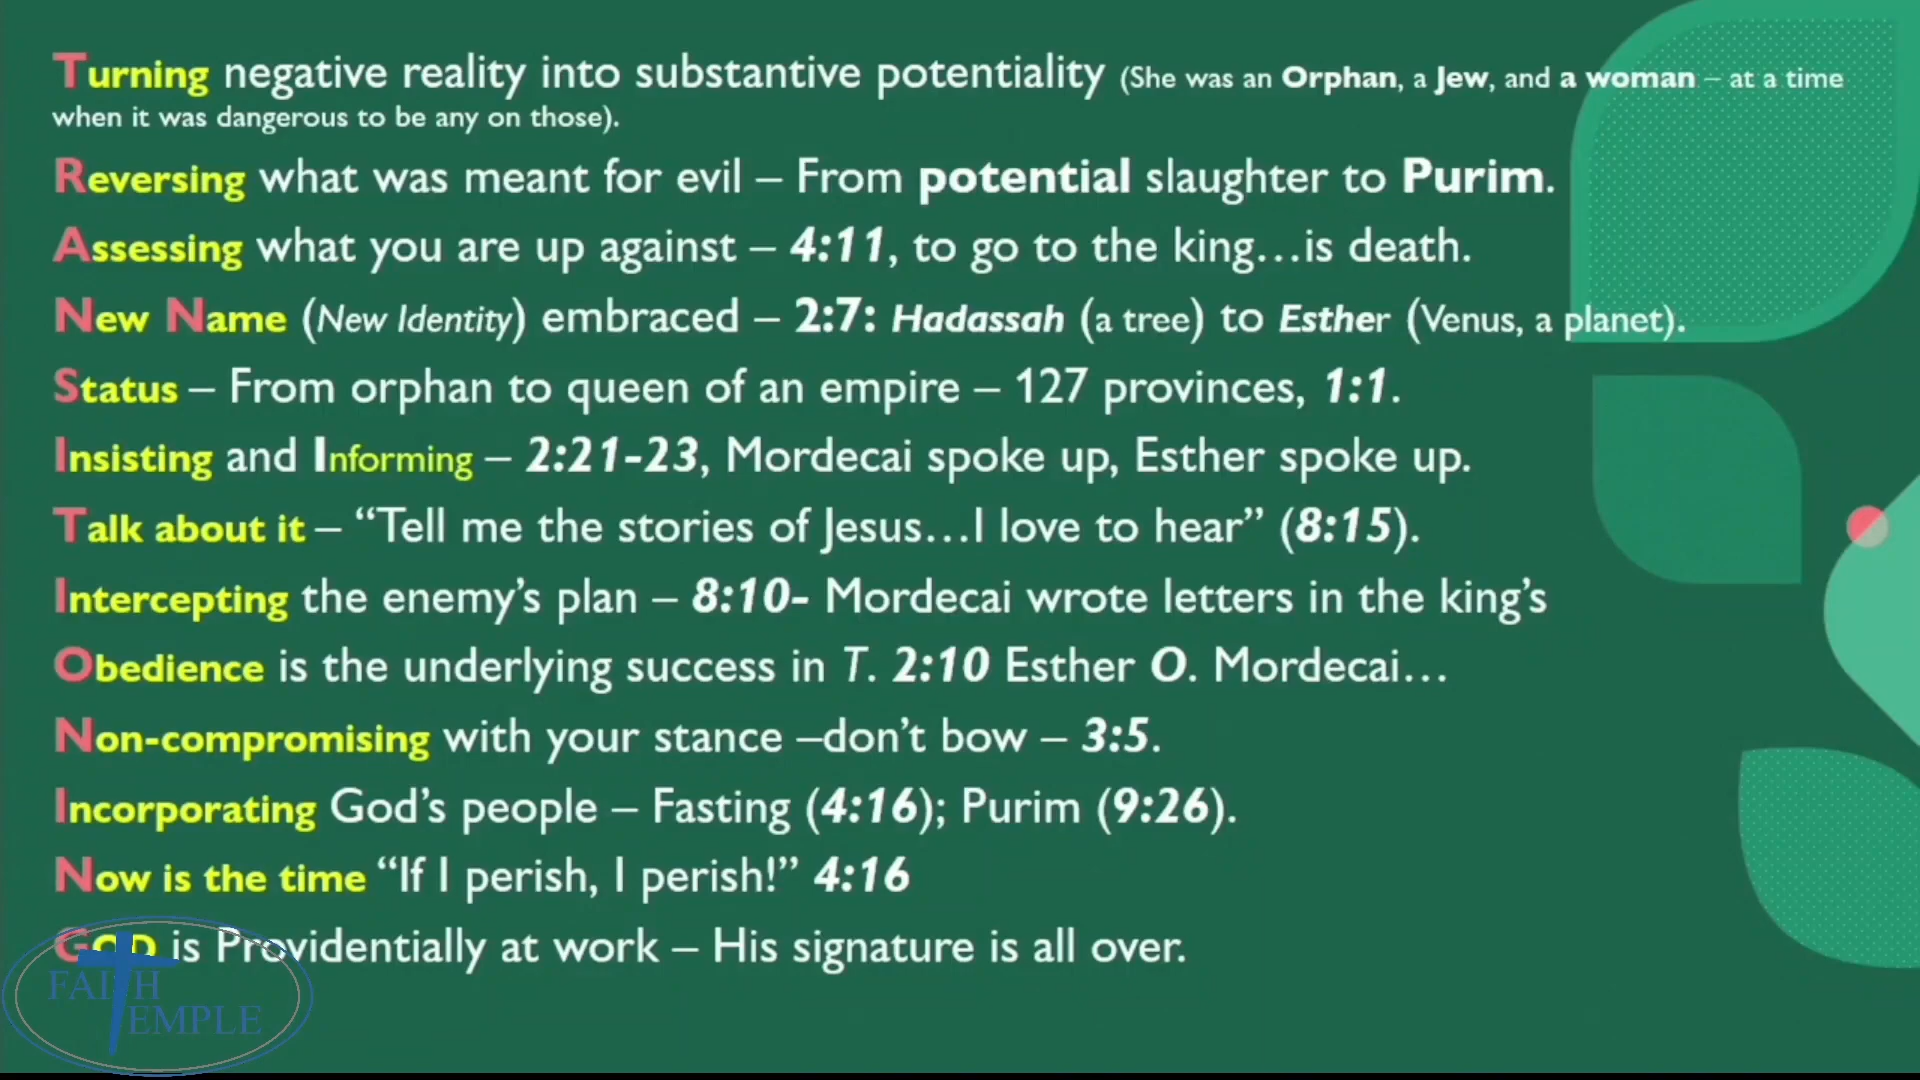 Turning negative reality into substantive potentiality (She was an Orphan, a Jew, and a woman – at a time
when it was dangerous to be any on those).
Reversing what was meant for evil – From potential slaughter to Purim.
Assessing what you are up against – 4:11, to go to the king…is death.
New Name (New Identity) embraced – 2:7: Hadassah (a tree) to Esther (Venus, a planet).
Status – From orphan to queen of an empire – 127 provinces, 1:1.
Insisting and Informing – 2:21-23, Mordecai spoke up, Esther spoke up.
Talk about it – “Tell me the stories of Jesus…I love to hear” (8:15).
Intercepting the enemy’s plan – 8:10- Mordecai wrote letters in the king’s
Obedience is the underlying success in T. 2:10 Esther O. Mordecai…
Non-compromising with your stance –don’t bow – 3:5.
Incorporating God’s people – Fasting (4:16); Purim (9:26).
Now is the time “If I perish, I perish!” 4:16
GOD is Providentially at work – His signature is all over.
FAITH
TEMPLE